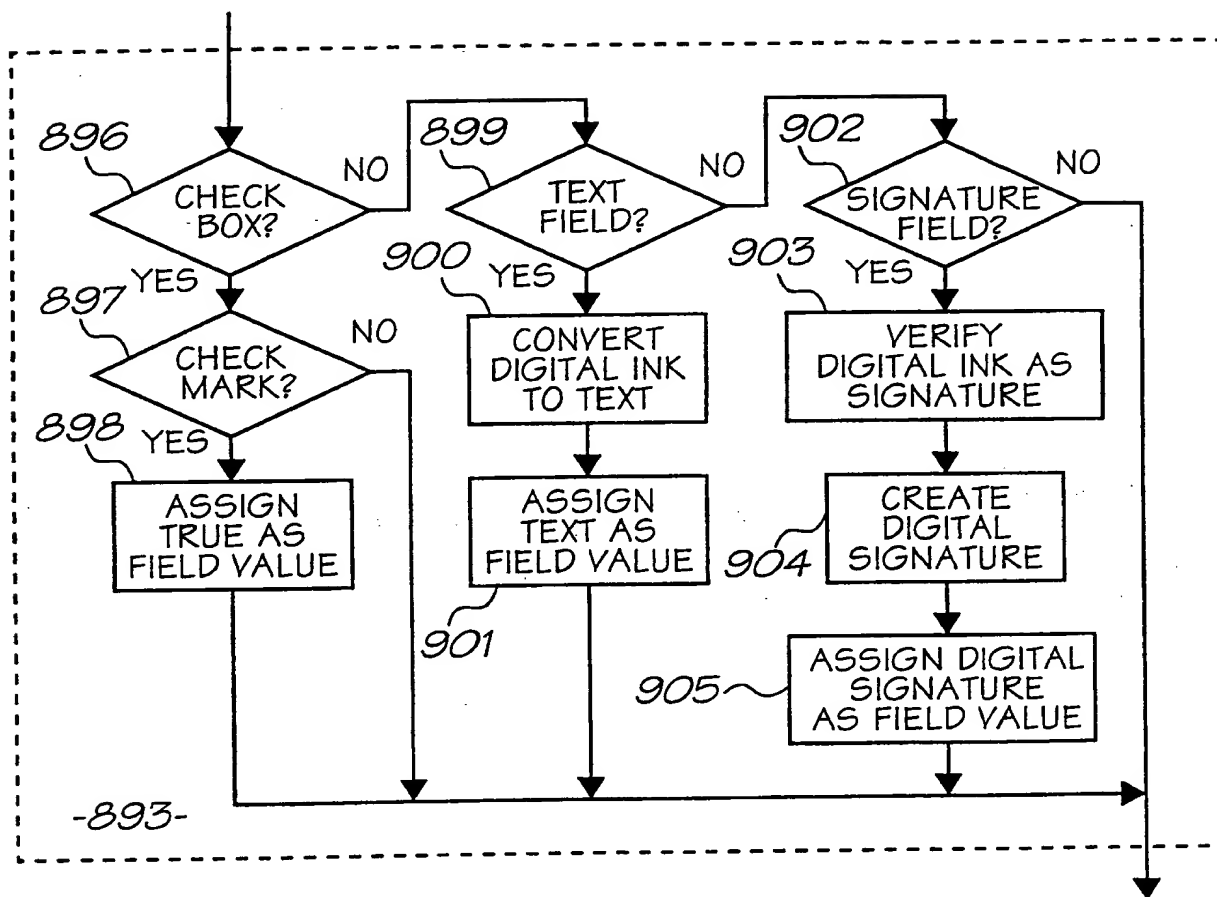 896
CHECK
BOX?
NO
YES
897
CHECK
MARK?
NO
YES
898
ASSIGN
TRUE AS
FIELD VALUE
899
TEXT
FIELD?
NO
YES
900
CONVERT
DIGITAL INK
TO TEXT
ASSIGN
TEXT AS
FIELD VALUE
901
902
SIGNATURE
FIELD?
NO
YES
903
VERIFY
DIGITAL INK AS
SIGNATURE
CREATE
DIGITAL
SIGNATURE
904
ASSIGN DIGITAL
SIGNATURE
AS FIELD VALUE
905
-893-